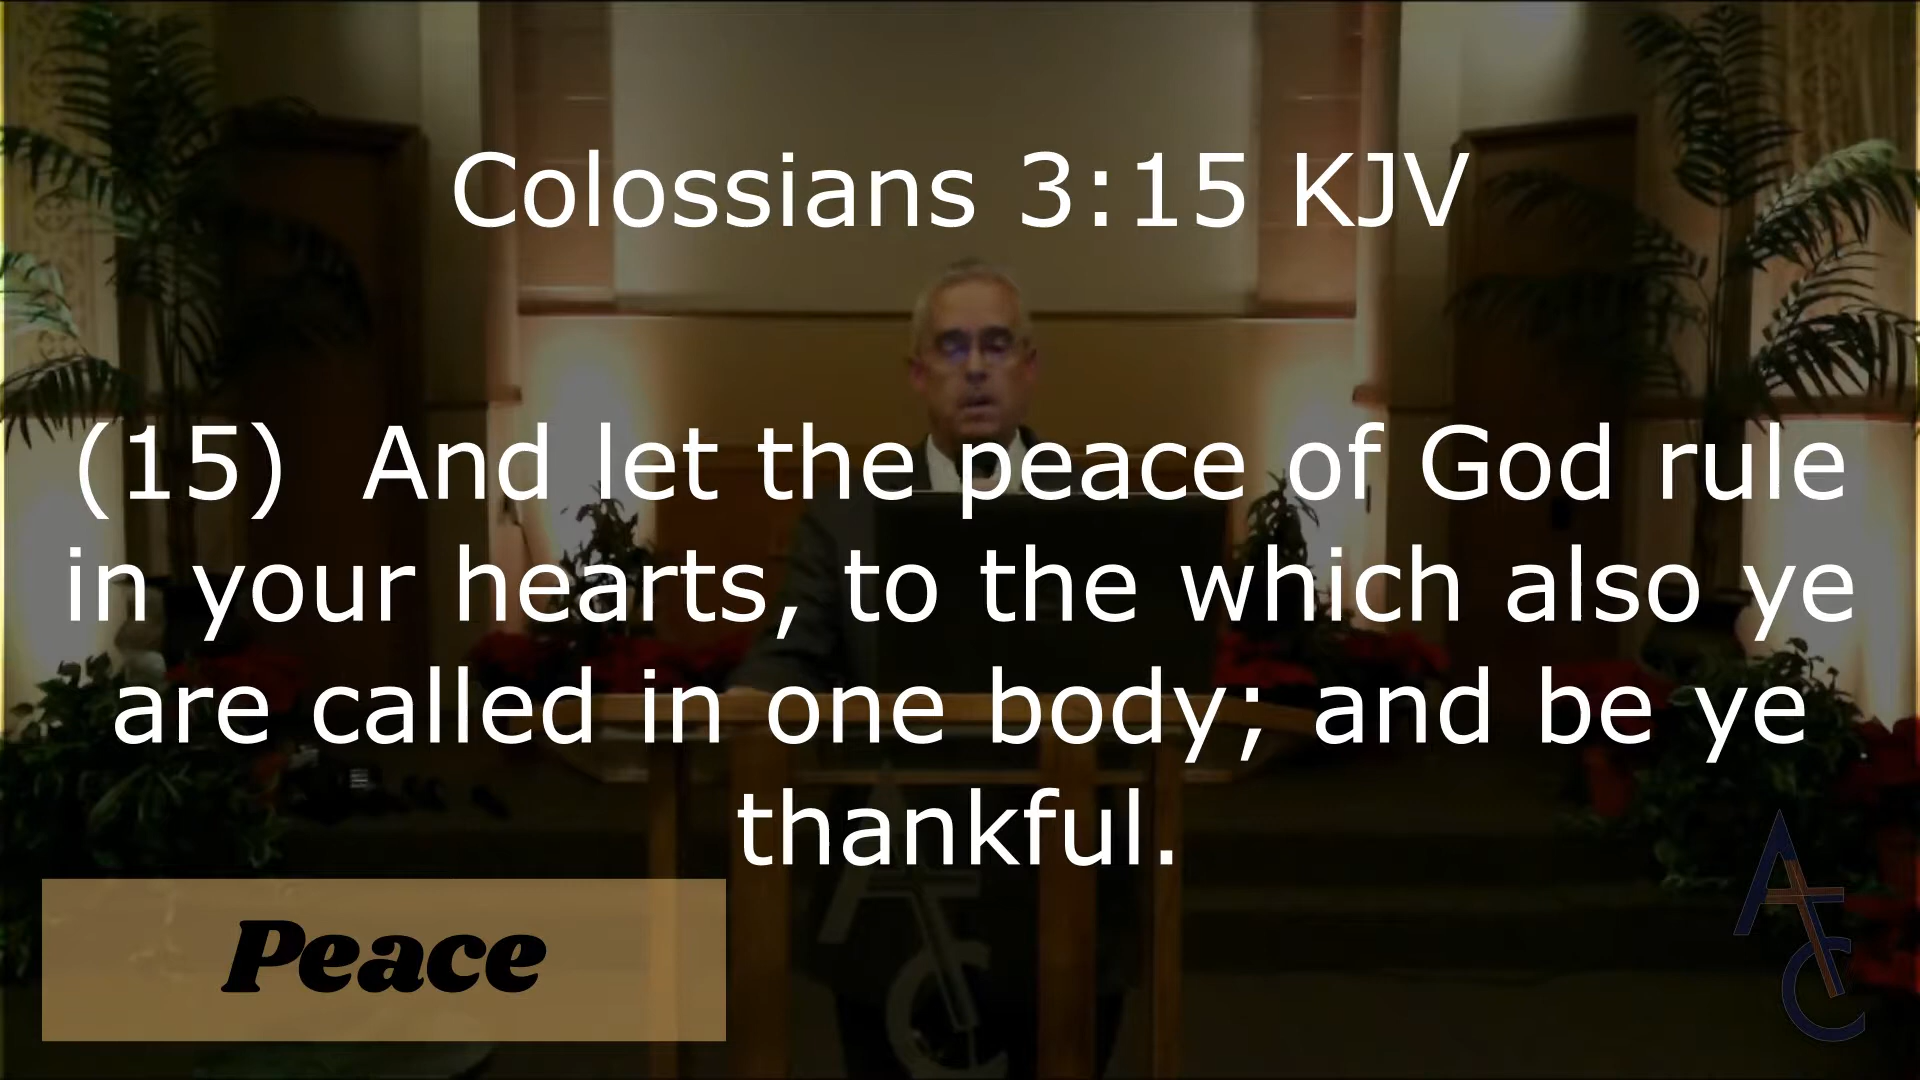 Colossians 3:15 KJV
(15)  And let the peace of God rule
in your hearts, to the which also ye
are called in one body; and be ye
thankful.
Peace
AFC